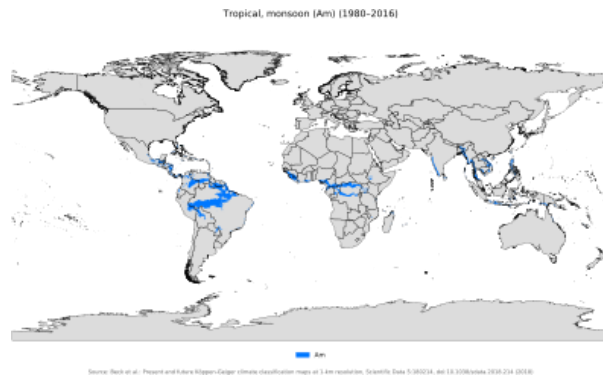 Tropical, monsoon (Am) (1980–2016)
Am
Source: Beck et al.: Present and future Köppen-Geiger climate classification maps at 1-km resolution, Scientific Data 5:180214, doi:10.1038/sdata.2018.214 (2018)